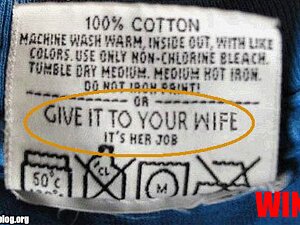 100% COTTON
MACHINE WASH WARM, INSIDE OUT, WITH LIKE
COLORS. USE ONLY NON-CHLORINE BLEACH.
TUMBLE DRY MEDIUM. MEDIUM HOT IRON.
DO NOT IRON PRINT!
OR
GIVE IT TO YOUR WIFE
IT'S HER JOB
60°C
CL
M
WIN
blog.org